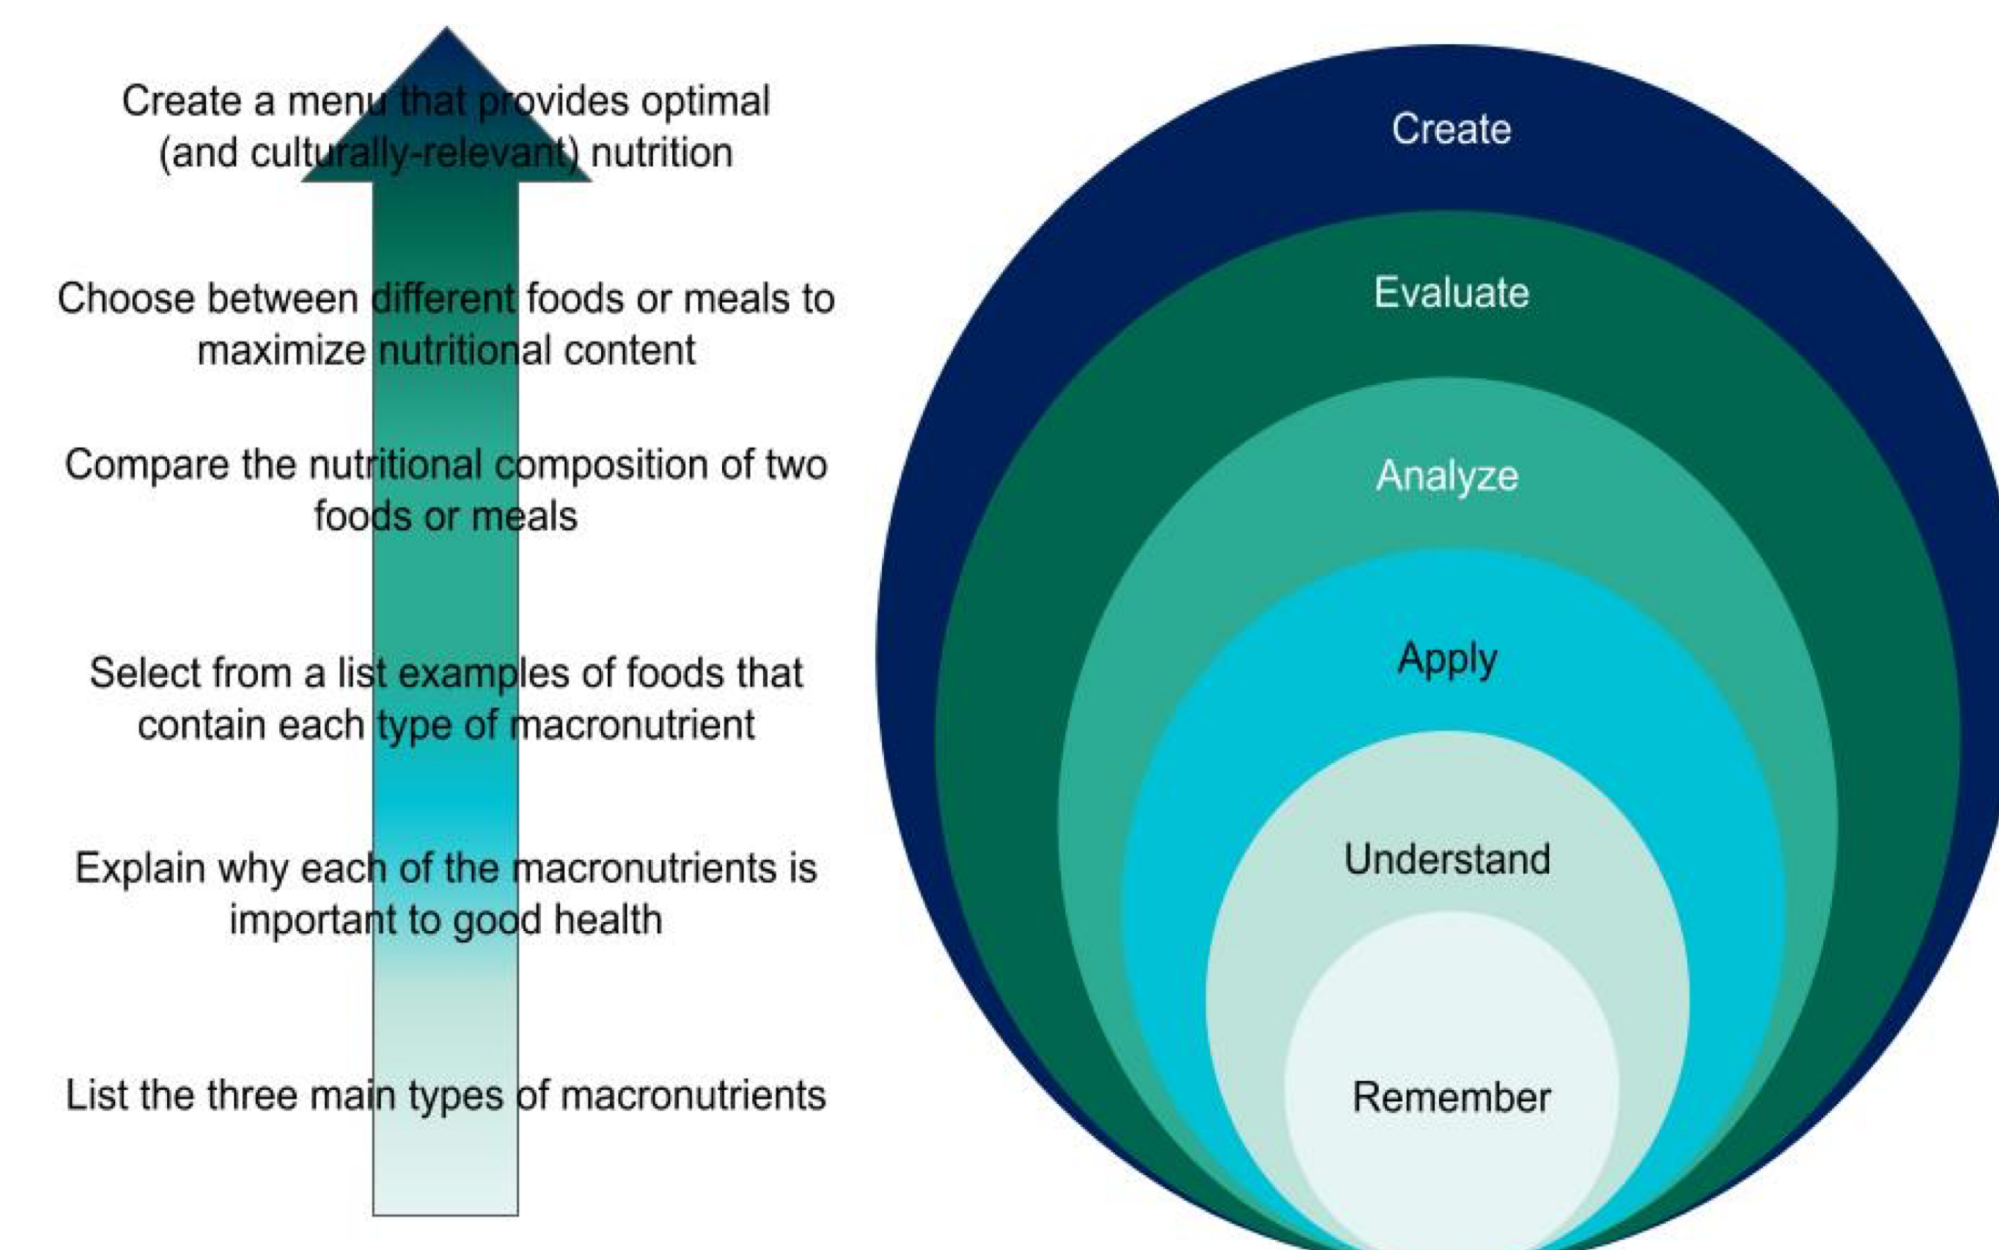 Create a menu that provides optimal
(and culturally-relevant) nutrition
Choose between different foods or meals to
maximize nutritional content
Compare the nutritional composition of two
foods or meals
Select from a list examples of foods that
contain each type of macronutrient
Explain why each of the macronutrients is
important to good health
List the three main types of macronutrients
Create
Evaluate
Analyze
Apply
Understand
Remember